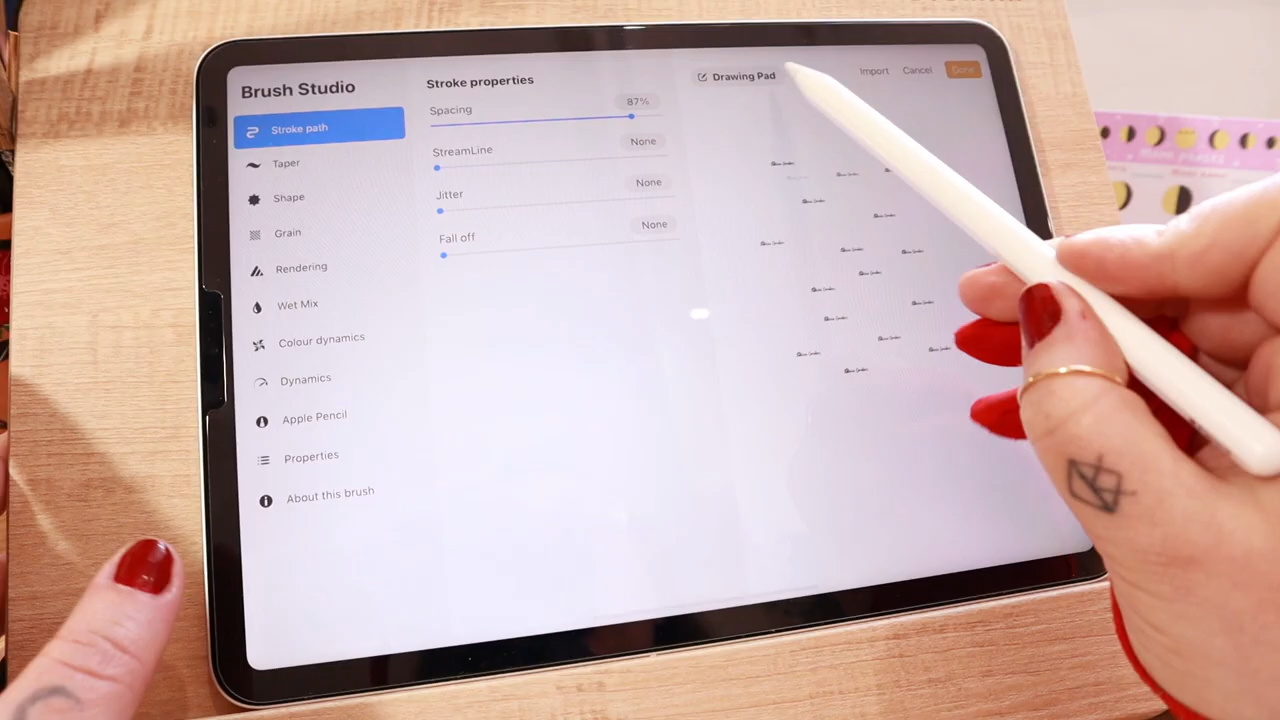 Brush Studio
Stroke path
Taper
Shape
Grain
Rendering
Wet Mix
Colour dynamics
Dynamics
Apple Pencil
Properties
About this brush
Stroke properties
Spacing 87%
StreamLine None
Jitter None
Fall off None
Drawing Pad
Import
Cancel
Done